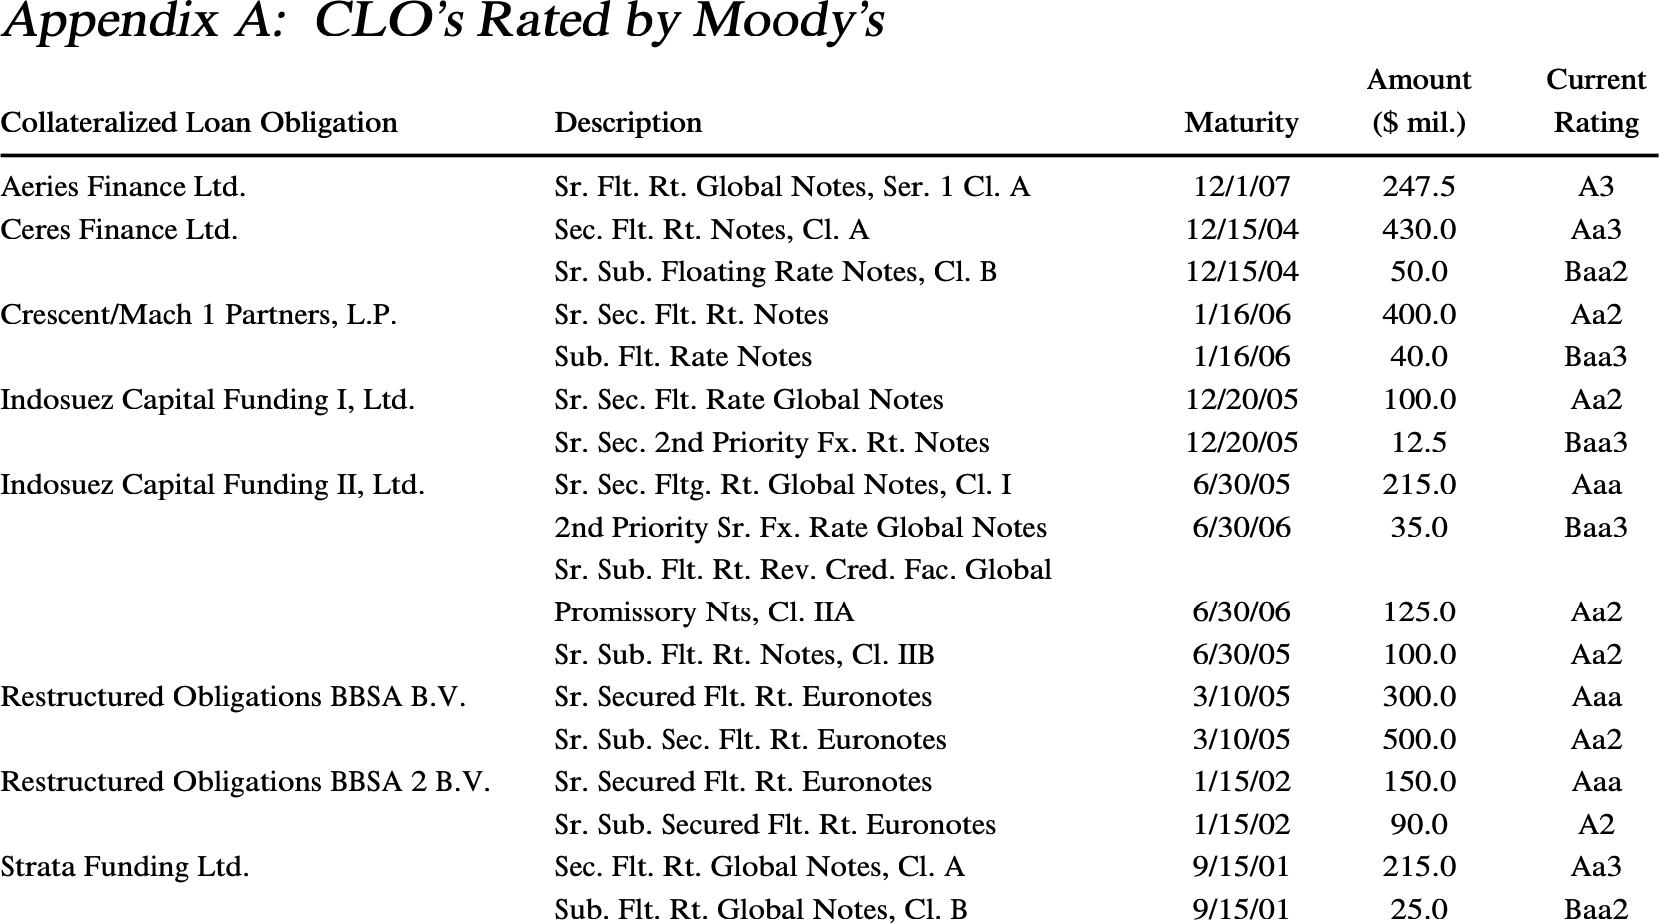 Appendix A: CLO's Rated by Moody's
Amount Current
Collateralized Loan Obligation Description Maturity ($ mil.) Rating
Aeries Finance Ltd. Sr. Flt. Rt. Global Notes, Ser. 1 Cl. A 12/1/07 247.5 A3
Ceres Finance Ltd. Sec. Flt. Rt. Notes, Cl. A 12/15/04 430.0 Aa3
Sr. Sub. Floating Rate Notes, Cl. B 12/15/04 50.0 Baa2
Crescent/Mach 1 Partners, L.P. Sr. Sec. Flt. Rt. Notes 1/16/06 400.0 Aa2
Sub. Flt. Rate Notes 1/16/06 40.0 Baa3
Indosuez Capital Funding I, Ltd. Sr. Sec. Flt. Rate Global Notes 12/20/05 100.0 Aa2
Sr. Sec. 2nd Priority Fx. Rt. Notes 12/20/05 12.5 Baa3
Indosuez Capital Funding II, Ltd. Sr. Sec. Fltg. Rt. Global Notes, Cl. I 6/30/05 215.0 Aaa
2nd Priority Sr. Fx. Rate Global Notes 6/30/06 35.0 Baa3
Sr. Sub. Flt. Rt. Rev. Cred. Fac. Global
Promissory Nts, Cl. IIA 6/30/06 125.0 Aa2
Sr. Sub. Flt. Rt. Notes, Cl. IIB 6/30/05 100.0 Aa2
Restructured Obligations BBSA B.V. Sr. Secured Flt. Rt. Euronotes 3/10/05 300.0 Aaa
Sr. Sub. Sec. Flt. Rt. Euronotes 3/10/05 500.0 Aa2
Restructured Obligations BBSA 2 B.V. Sr. Secured Flt. Rt. Euronotes 1/15/02 150.0 Aaa
Sr. Sub. Secured Flt. Rt. Euronotes 1/15/02 90.0 A2
Strata Funding Ltd. Sec. Flt. Rt. Global Notes, Cl. A 9/15/01 215.0 Aa3
Sub. Flt. Rt. Global Notes, Cl. B 9/15/01 25.0 Baa2